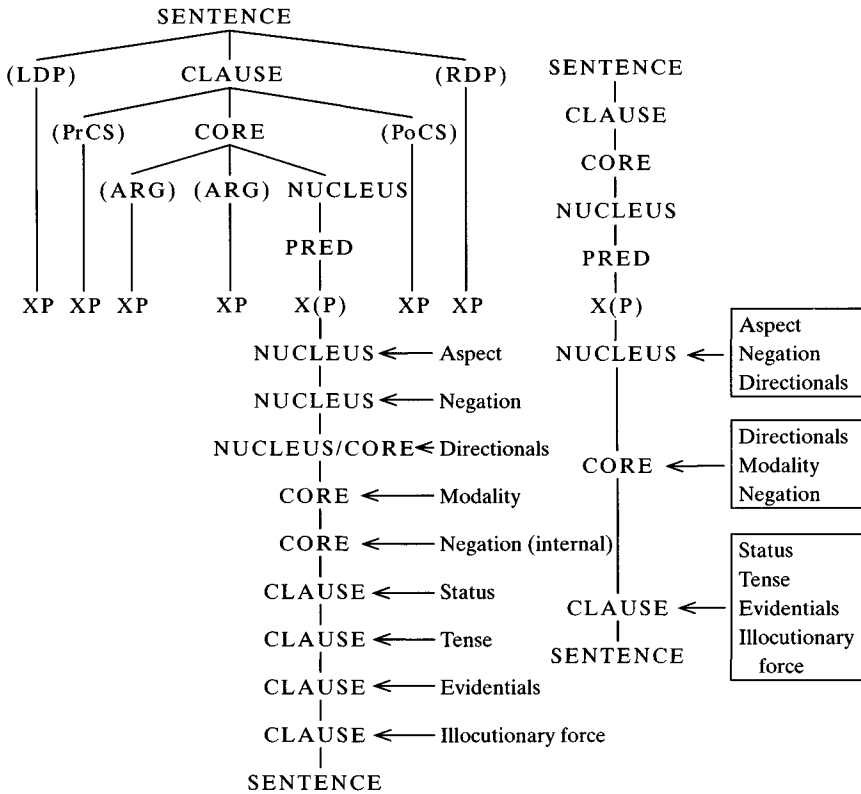 SENTENCE
(LDP) CLAUSE (RDP)
(PrCS) CORE (PoCS)
(ARG) (ARG) NUCLEUS
PRED
XP XP XP XP X(P) XP XP
NUCLEUS Aspect
NUCLEUS Negation
NUCLEUS/CORE Directionals
CORE Modality
CORE Negation (internal)
CLAUSE Status
CLAUSE Tense
CLAUSE Evidentials
CLAUSE Illocutionary force
SENTENCE
SENTENCE
CLAUSE
CORE
NUCLEUS
PRED
X(P)
NUCLEUS
Aspect
Negation
Directionals
CORE
Directionals
Modality
Negation
CLAUSE
Status
Tense
Evidentials
Illocutionary
force
SENTENCE